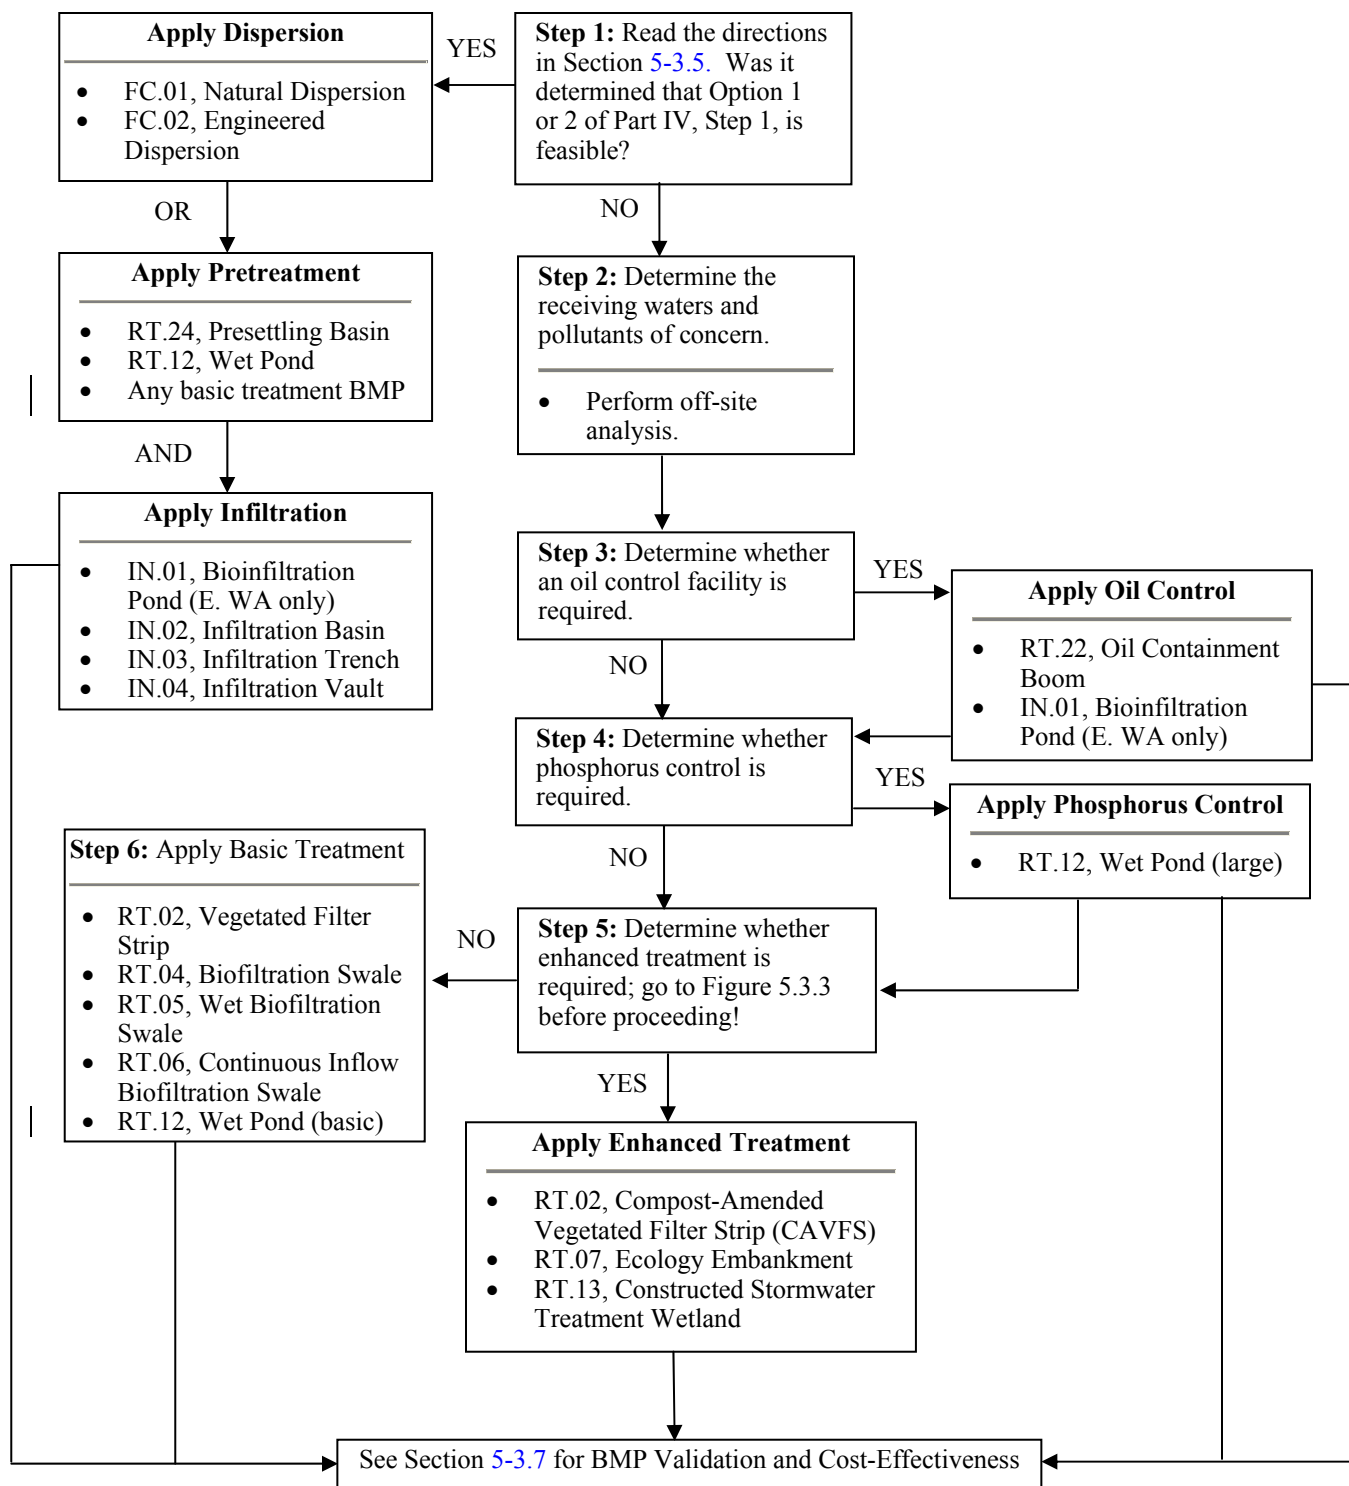 Apply Dispersion
• FC.01, Natural Dispersion
• FC.02, Engineered
Dispersion
YES
Step 1: Read the directions
in Section 5-3.5. Was it
determined that Option 1
or 2 of Part IV, Step 1, is
feasible?
OR
NO
Apply Pretreatment
• RT.24, Presettling Basin
• RT.12, Wet Pond
• Any basic treatment BMP
Step 2: Determine the
receiving waters and
pollutants of concern.
• Perform off-site
analysis.
AND
Apply Infiltration
• IN.01, Bioinfiltration
Pond (E. WA only)
• IN.02, Infiltration Basin
• IN.03, Infiltration Trench
• IN.04, Infiltration Vault
Step 3: Determine whether
an oil control facility is
required.
YES
Apply Oil Control
• RT.22, Oil Containment
Boom
• IN.01, Bioinfiltration
Pond (E. WA only)
NO
Step 4: Determine whether
phosphorus control is
required.
YES
Apply Phosphorus Control
• RT.12, Wet Pond (large)
NO
Step 5: Determine whether
enhanced treatment is
required; go to Figure 5.3.3
before proceeding!
NO
Step 6: Apply Basic Treatment
• RT.02, Vegetated Filter
Strip
• RT.04, Biofiltration Swale
• RT.05, Wet Biofiltration
Swale
• RT.06, Continuous Inflow
Biofiltration Swale
• RT.12, Wet Pond (basic)
YES
Apply Enhanced Treatment
• RT.02, Compost-Amended
Vegetated Filter Strip (CAVFS)
• RT.07, Ecology Embankment
• RT.13, Constructed Stormwater
Treatment Wetland
See Section 5-3.7 for BMP Validation and Cost-Effectiveness